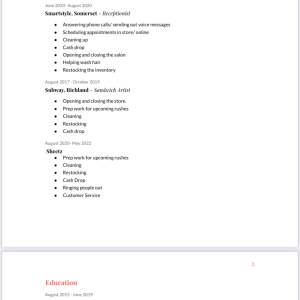 June 2020- August 2020
Smartstyle, Somerset – Receptionist
● Answering phone calls/ sending out voice messages
● Scheduling appointments in store/ online
● Cleaning up
● Cash drop
● Opening and closing the salon
● Helping wash hair
● Restocking the inventory
August 2017 - October 2019
Subway, Richland – Sandwich Artist
● Opening and closing the store.
● Prep work for upcoming rushes
● Cleaning
● Restocking
● Cash drop
August 2020- May 2022
Sheetz
● Prep work for upcoming rushes
● Cleaning
● Restocking
● Cash Drop
● Ringing people out
● Customer Service
2
Education
August 2015 - June 2019